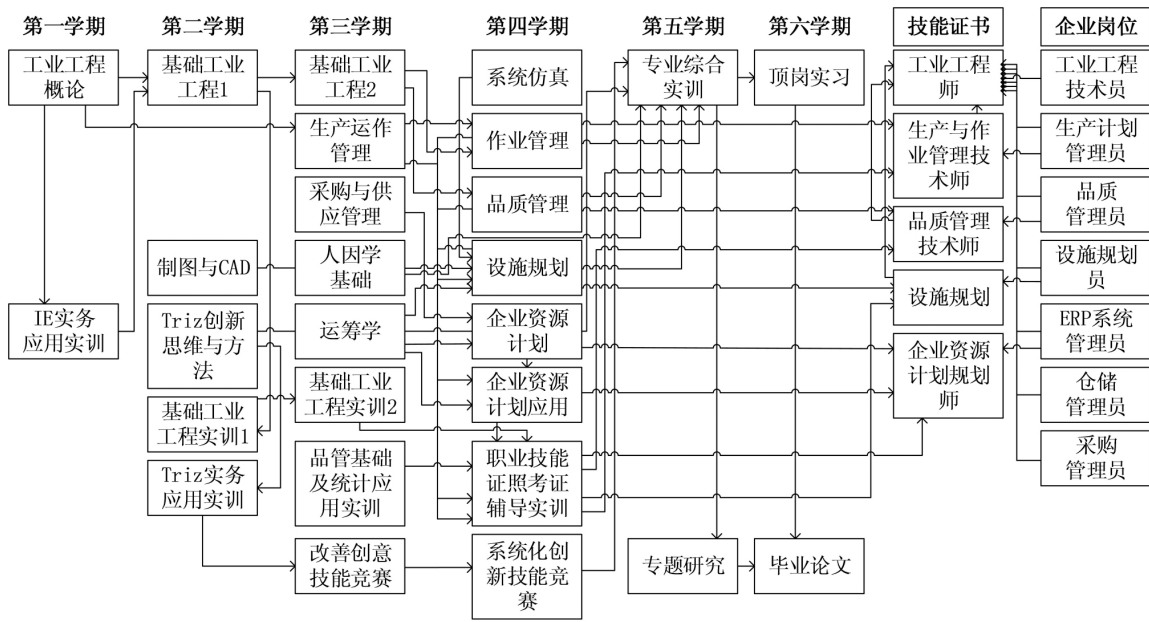 第一学期
第二学期
第三学期
第四学期
第五学期
第六学期
技能证书
企业岗位
工业工程
概论
IE实务
应用实训
基础工业
工程1
制图与CAD
Triz创新
思维与方
法
基础工业
工程实训1
Triz实务
应用实训
基础工业
工程2
生产运作
管理
采购与供
应管理
人因学
基础
运筹学
基础工业
工程实训2
品管基础
及统计应
用实训
改善创意
技能竞赛
系统仿真
作业管理
品质管理
设施规划
企业资源
计划
企业资源
计划应用
职业技能
证照考证
辅导实训
系统化创
新技能竞
赛
专业综合
实训
专题研究
顶岗实习
毕业论文
工业工程
师
生产与作
业管理技
术师
品质管理
技术师
设施规划
企业资源
计划规划
师
工业工程
技术员
生产计划
管理员
品质
管理员
设施规划
员
ERP系统
管理员
仓储
管理员
采购
管理员